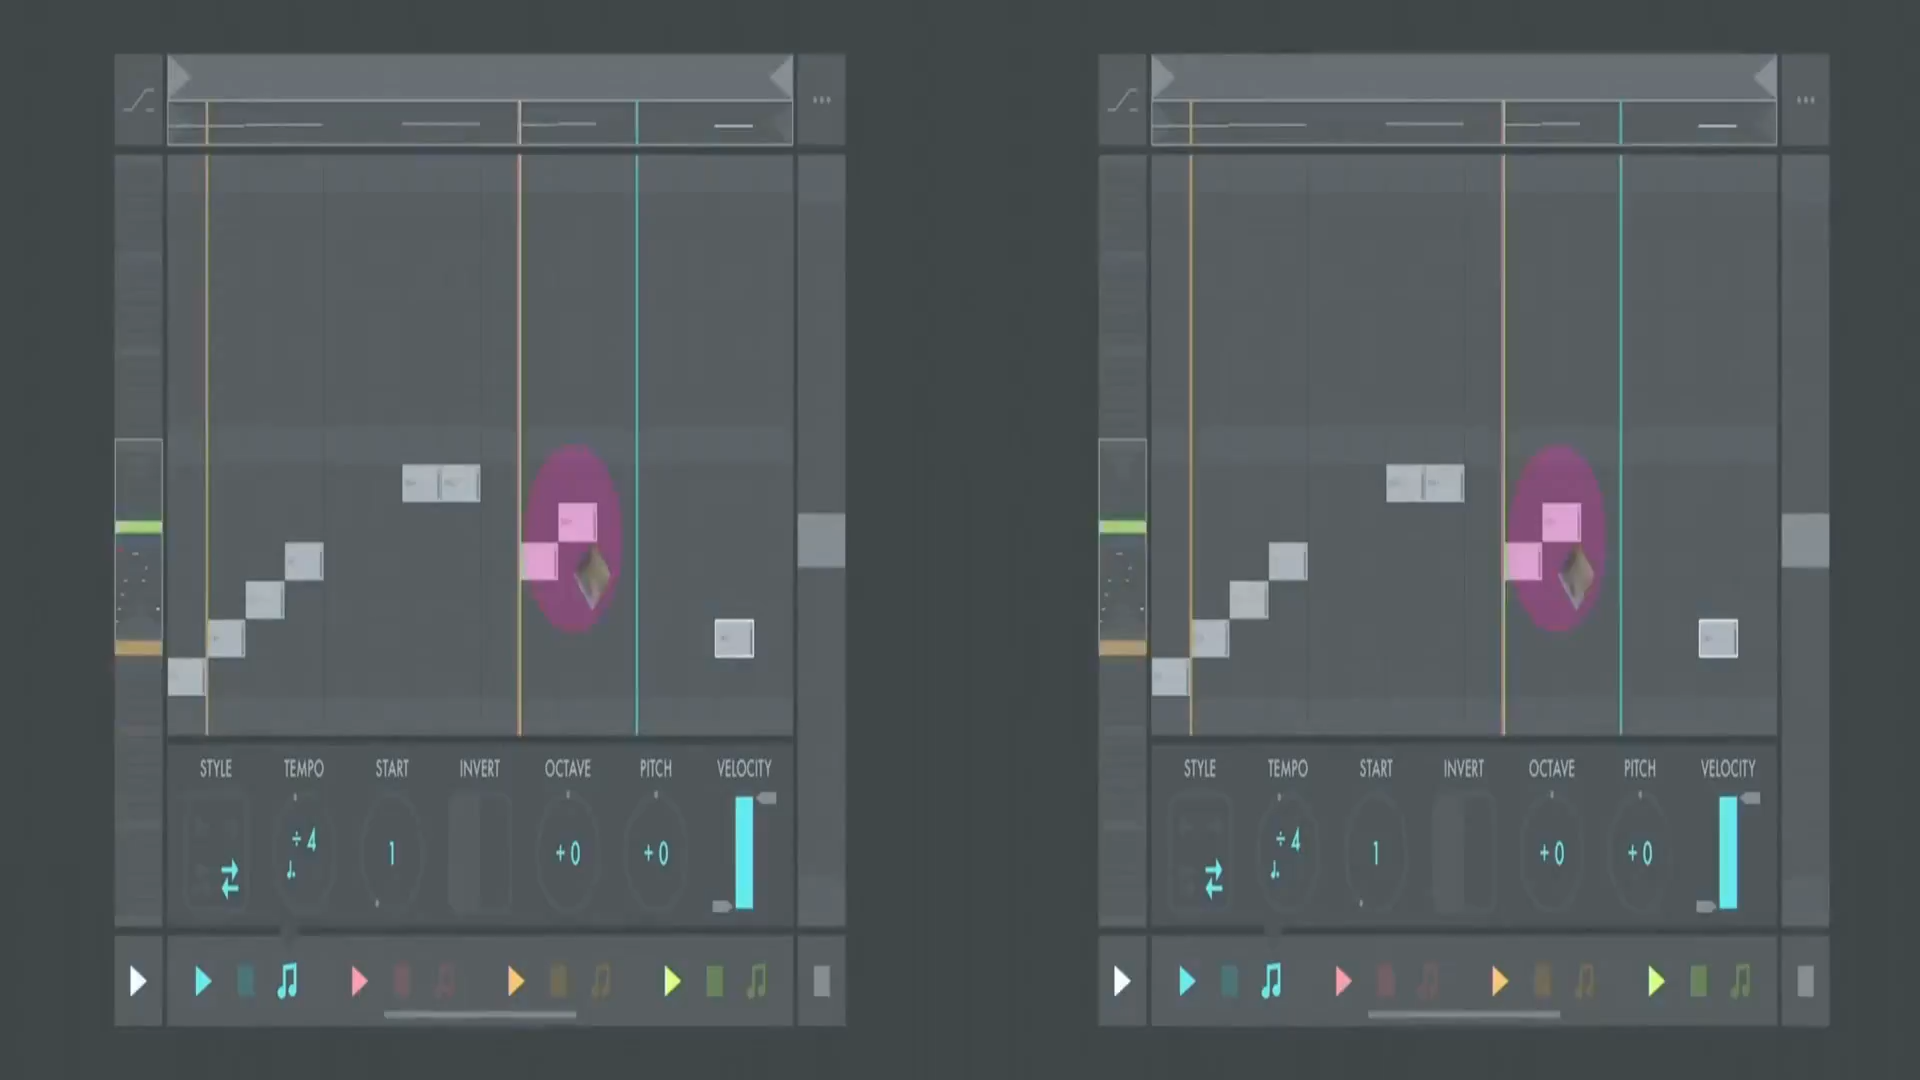 STYLE TEMPO START INVERT OCTAVE PITCH VELOCITY
÷4
1 +0 +0
STYLE TEMPO START INVERT OCTAVE PITCH VELOCITY
÷4
1 +0 +0